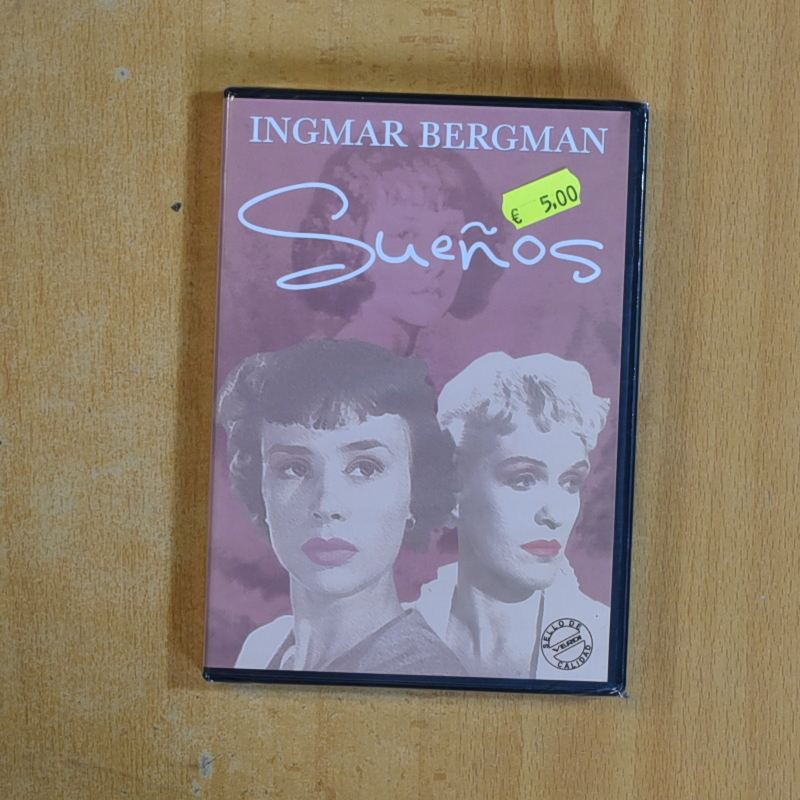 INGMAR BERGMAN
€ 5,00
Sueños
SELLO DE
VERDI
CALIDAD